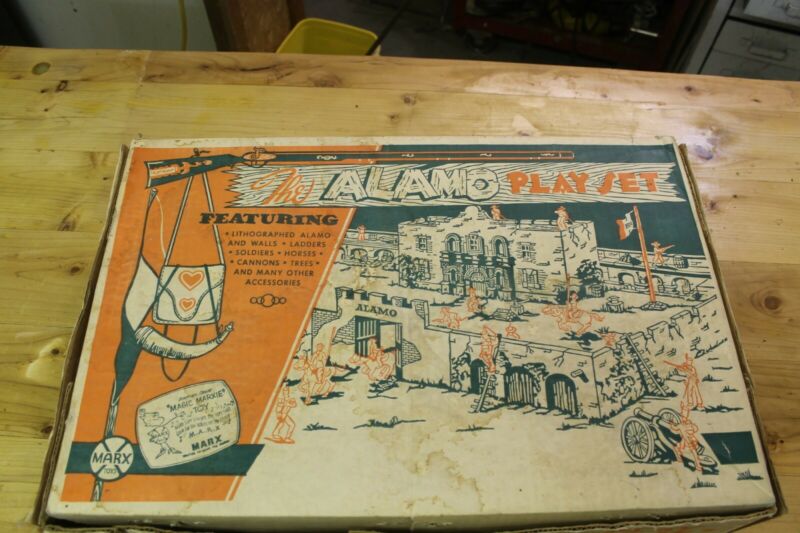 The ALAMO PLAY SET
FEATURING
• LITHOGRAPHED ALAMO
AND WALLS • LADDERS
• SOLDIERS • HORSES •
• CANNONS • TREES •
AND MANY OTHER
ACCESSORIES
ALAMO
"MAGIC MARXIE"
TOY
M-A-R-X
MARX
MARX
TOYS